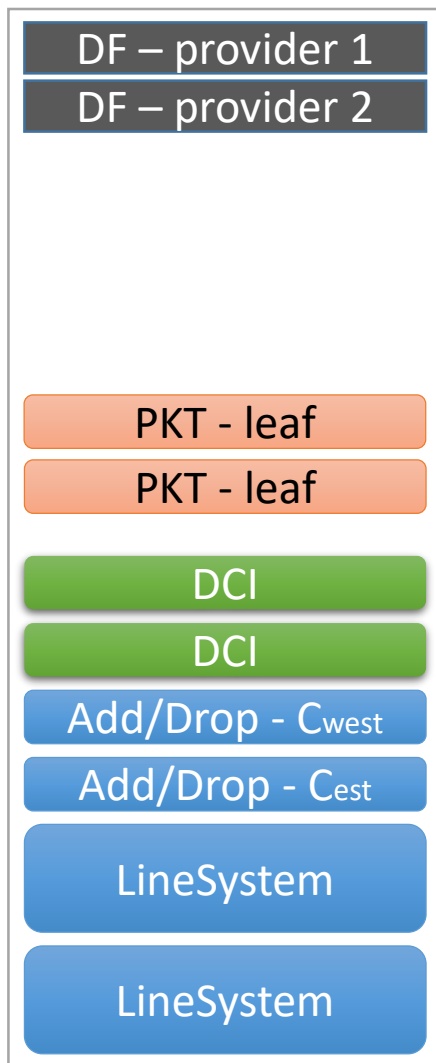 DF – provider 1
DF – provider 2
PKT - leaf
PKT - leaf
DCI
DCI
Add/Drop - Cwest
Add/Drop - Cest
LineSystem
LineSystem